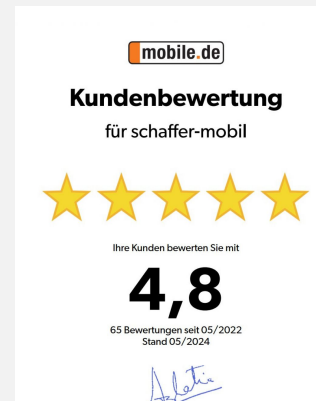 mobile.de
Kundenbewertung
für schaffer-mobil
Ihre Kunden bewerten Sie mit
4,8
65 Bewertungen seit 05/2022
Stand 05/2024